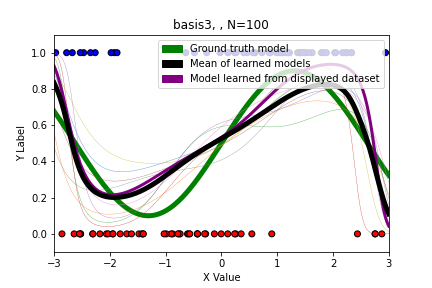 basis3, , N=100
Ground truth model
Mean of learned models
Model learned from displayed dataset
Y Label
1.0
0.8
0.6
0.4
0.2
0.0
−3
−2
−1
0
1
2
3
X Value